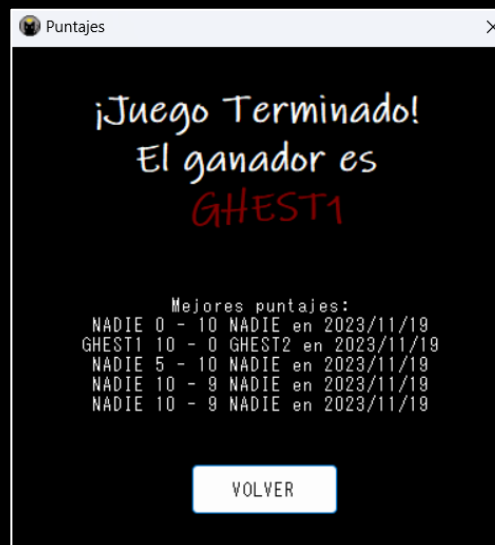 Puntajes
¡Juego Terminado!
El ganador es
GHEST1
Mejores puntajes:
NADIE 0 - 10 NADIE en 2023/11/19
GHEST1 10 - 0 GHEST2 en 2023/11/19
NADIE 5 - 10 NADIE en 2023/11/19
NADIE 10 - 9 NADIE en 2023/11/19
NADIE 10 - 9 NADIE en 2023/11/19
VOLVER